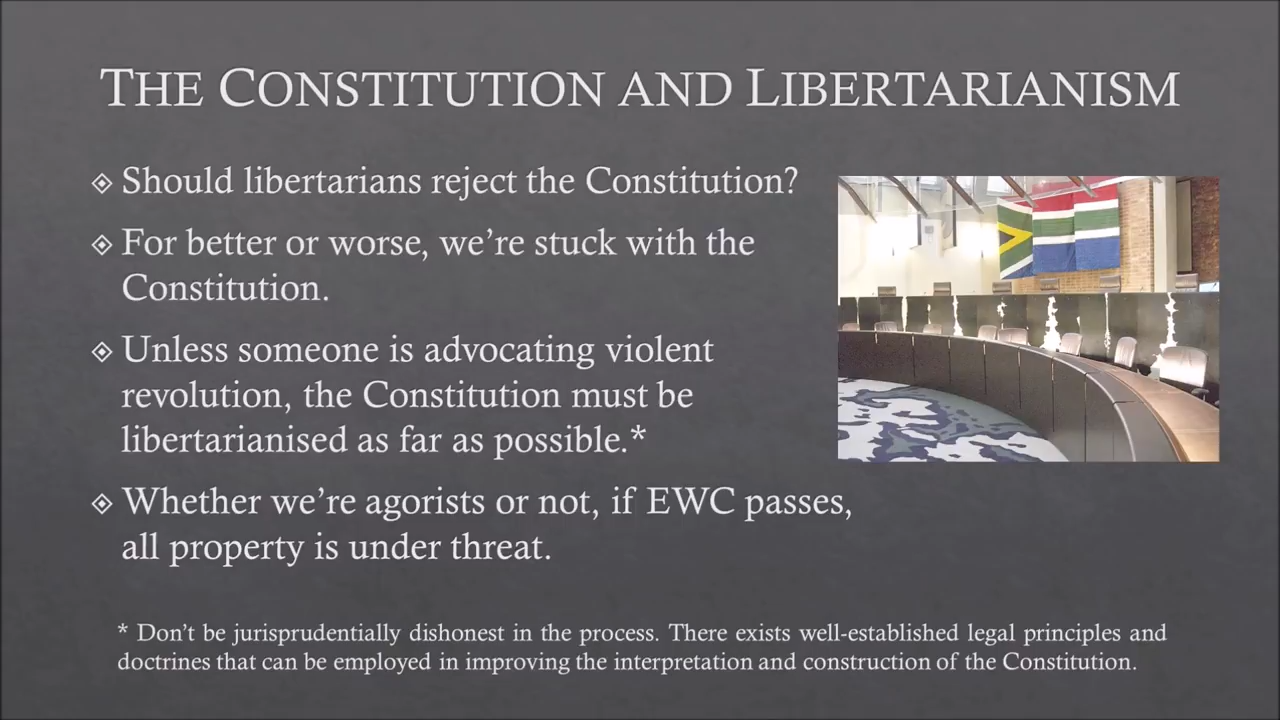 THE CONSTITUTION AND LIBERTARIANISM
Should libertarians reject the Constitution?
For better or worse, we're stuck with the
Constitution.
Unless someone is advocating violent
revolution, the Constitution must be
libertarianised as far as possible.*
Whether we're agorists or not, if EWC passes,
all property is under threat.
* Don't be jurisprudentially dishonest in the process. There exists well-established legal principles and
doctrines that can be employed in improving the interpretation and construction of the Constitution.